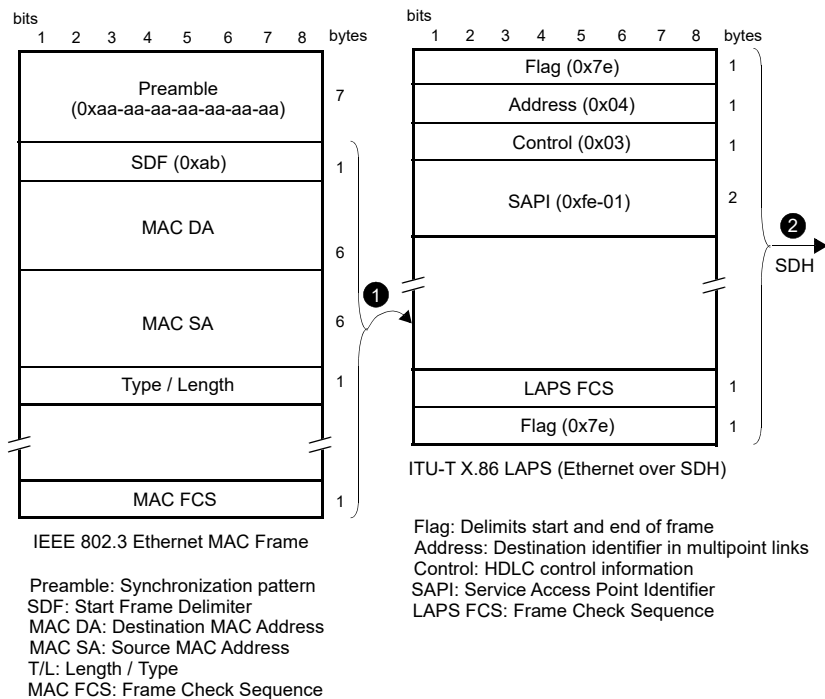 bits
1 2 3 4 5 6 7 8 bytes
Preamble
(0xaa-aa-aa-aa-aa-aa-aa)
7
SDF (0xab)
1
MAC DA
6
MAC SA
6
Type / Length
1
MAC FCS
1
IEEE 802.3 Ethernet MAC Frame
Preamble: Synchronization pattern
SDF: Start Frame Delimiter
MAC DA: Destination MAC Address
MAC SA: Source MAC Address
T/L: Length / Type
MAC FCS: Frame Check Sequence
1
bits
1 2 3 4 5 6 7 8 bytes
Flag (0x7e)
1
Address (0x04)
1
Control (0x03)
1
SAPI (0xfe-01)
2
LAPS FCS
1
Flag (0x7e)
1
2
SDH
ITU-T X.86 LAPS (Ethernet over SDH)
Flag: Delimits start and end of frame
Address: Destination identifier in multipoint links
Control: HDLC control information
SAPI: Service Access Point Identifier
LAPS FCS: Frame Check Sequence